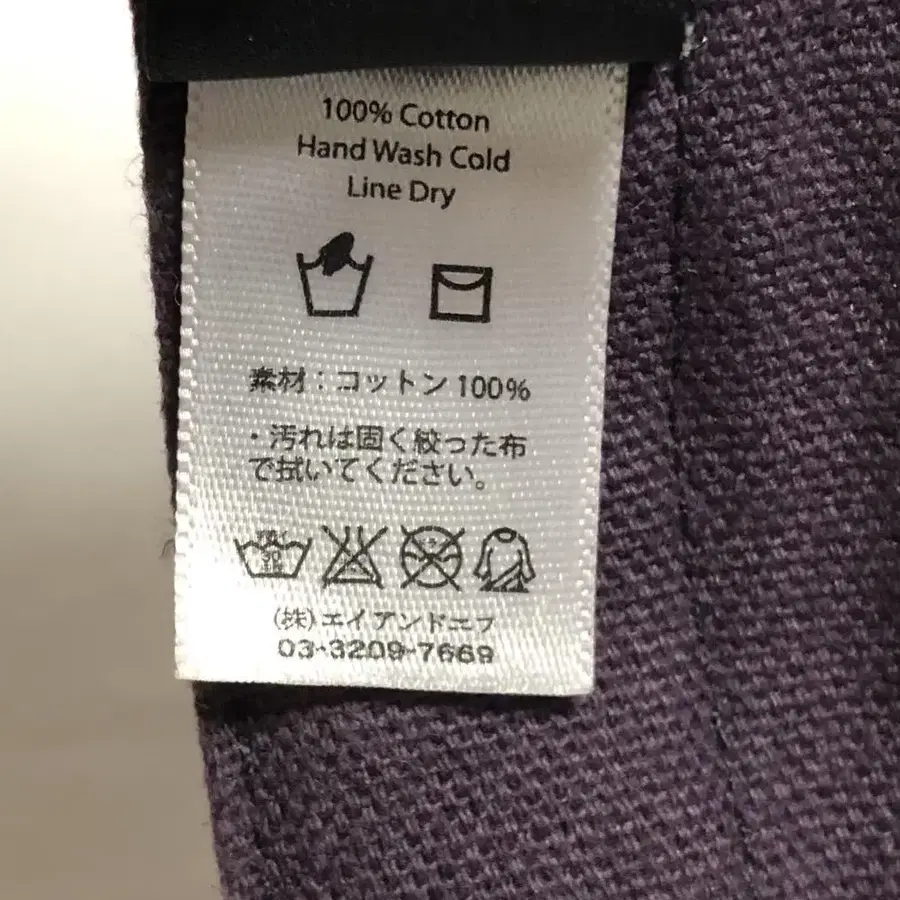 100% Cotton
Hand Wash Cold
Line Dry
素材：コットン100%
・汚れは固く絞った布
で拭いてください。
(株)エイアンドエフ
03-3209-7669